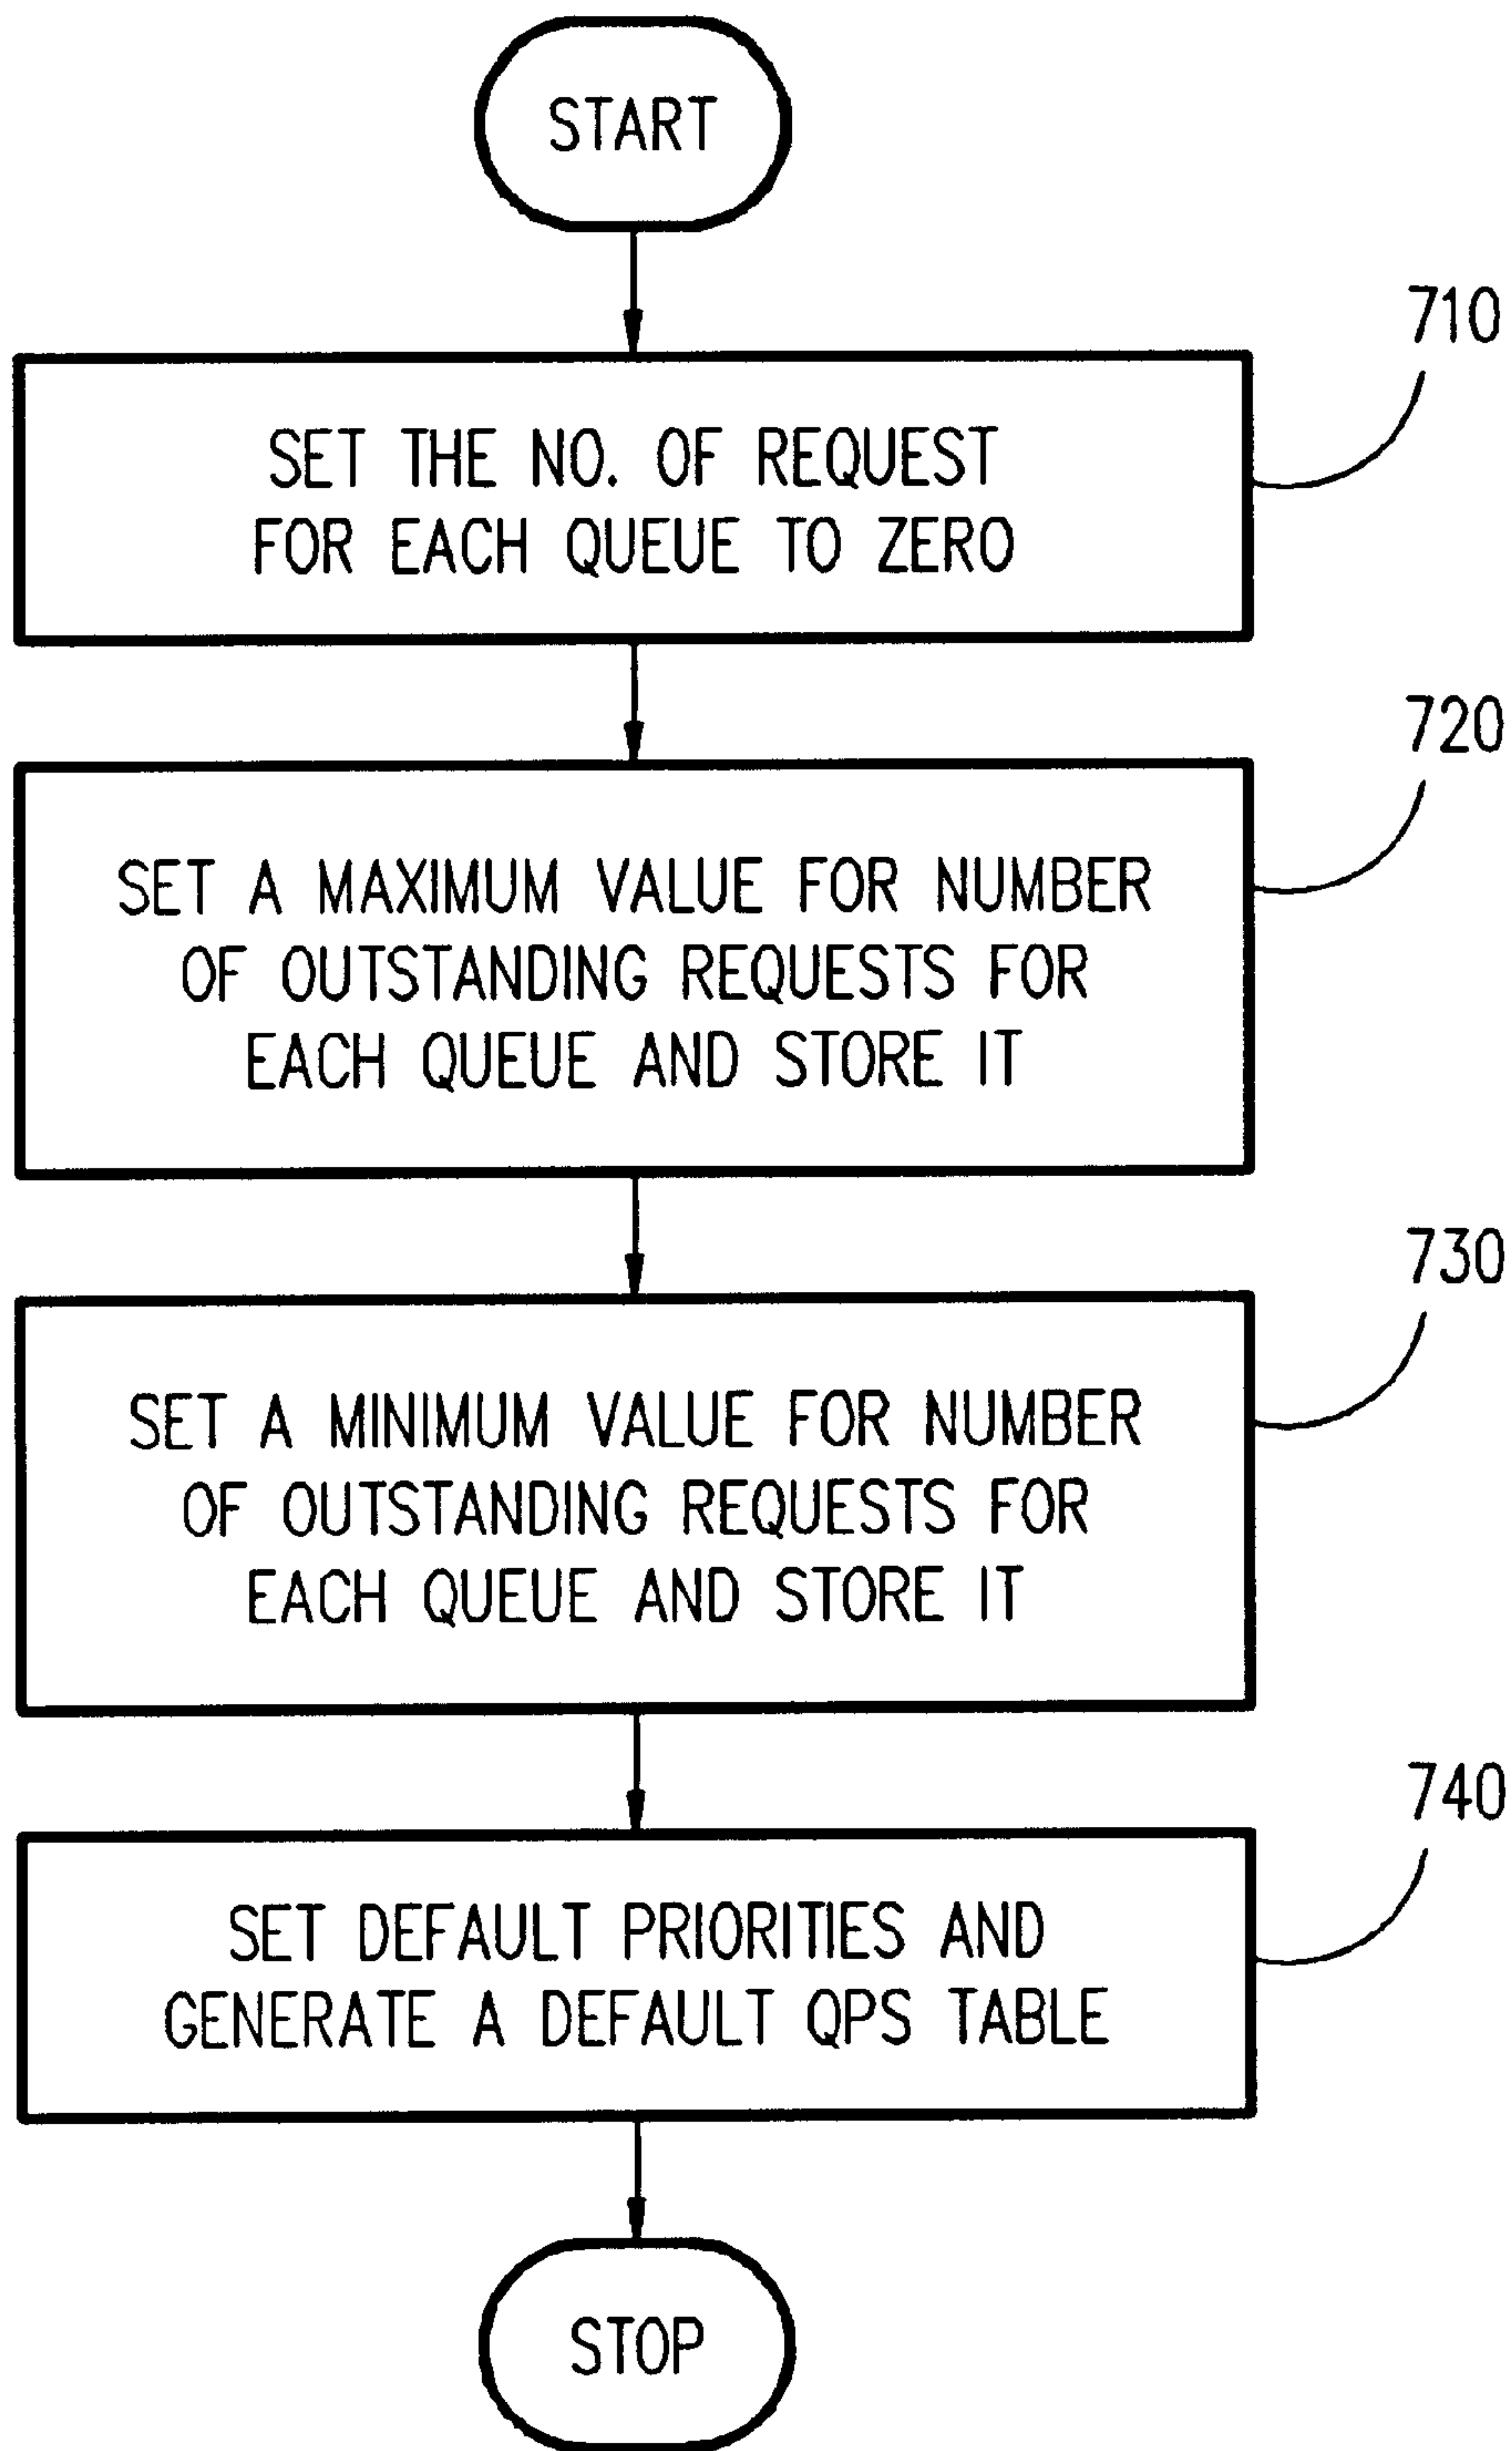 START
710
SET THE NO. OF REQUEST
FOR EACH QUEUE TO ZERO
720
SET A MAXIMUM VALUE FOR NUMBER
OF OUTSTANDING REQUESTS FOR
EACH QUEUE AND STORE IT
730
SET A MINIMUM VALUE FOR NUMBER
OF OUTSTANDING REQUESTS FOR
EACH QUEUE AND STORE IT
740
SET DEFAULT PRIORITIES AND
GENERATE A DEFAULT QPS TABLE
STOP